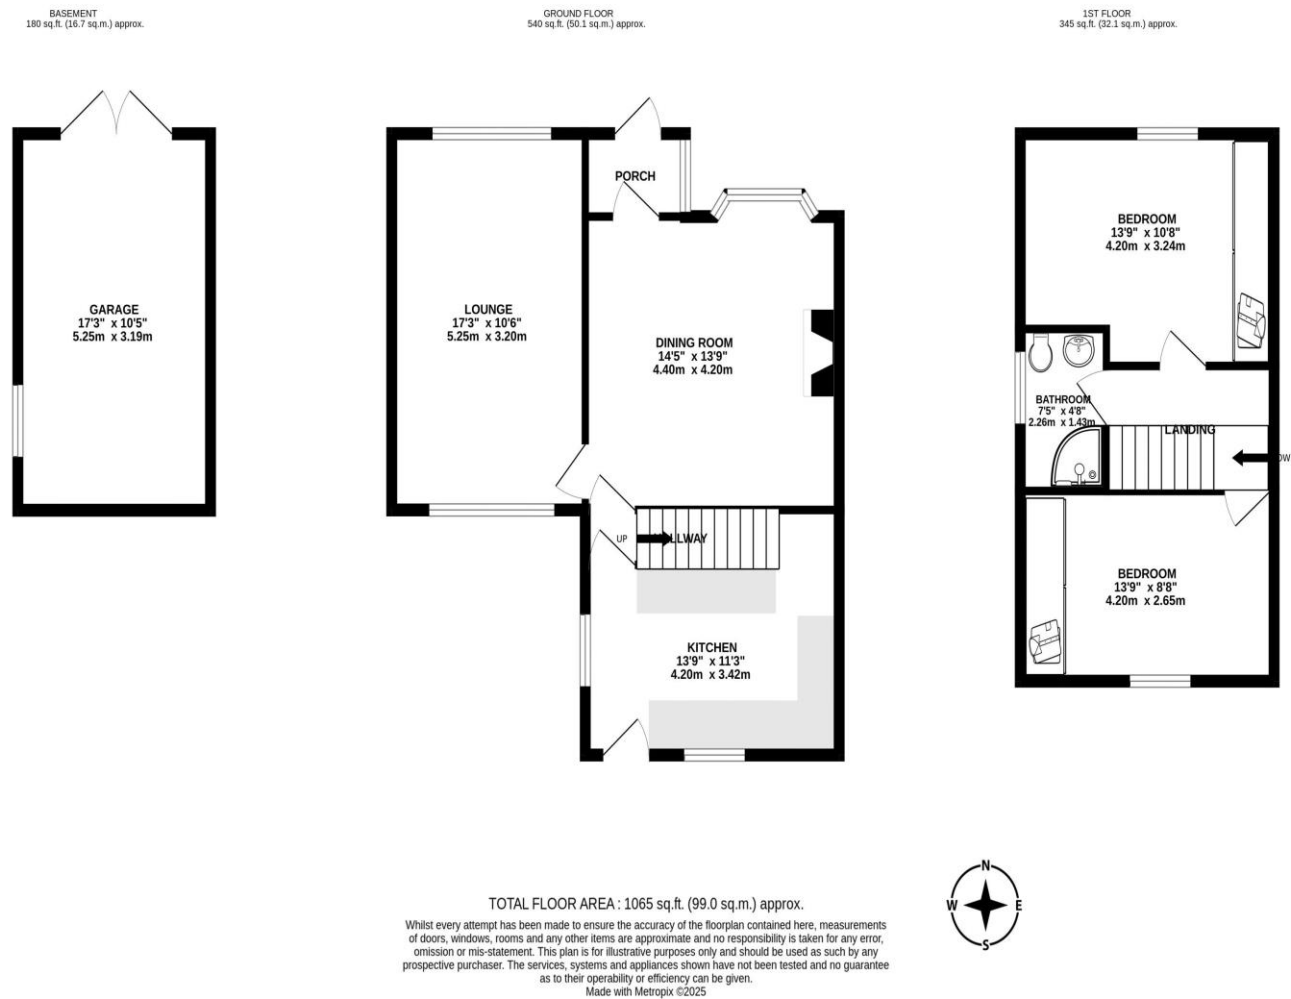 BASEMENT
180 sq.ft. (16.7 sq.m.) approx.
GROUND FLOOR
540 sq.ft. (50.1 sq.m.) approx.
1ST FLOOR
345 sq.ft. (32.1 sq.m.) approx.
GARAGE
17'3" x 10'5"
5.25m x 3.19m
PORCH
LOUNGE
17'3" x 10'6"
5.25m x 3.20m
DINING ROOM
14'5" x 13'9"
4.40m x 4.20m
UP
KITCHEN
13'9" x 11'3"
4.20m x 3.42m
BEDROOM
13'9" x 10'8"
4.20m x 3.24m
BATHROOM
7'5" x 4'8"
2.26m x 1.43m
LANDING
BEDROOM
13'9" x 8'8"
4.20m x 2.65m
N
W E
S
TOTAL FLOOR AREA : 1065 sq.ft. (99.0 sq.m.) approx.
Whilst every attempt has been made to ensure the accuracy of the floorplan contained here, measurements
of doors, windows, rooms and any other items are approximate and no responsibility is taken for any error,
omission or mis-statement. This plan is for illustrative purposes only and should be used as such by any
prospective purchaser. The services, systems and appliances shown have not been tested and no guarantee
as to their operability or efficiency can be given.
Made with Metropix ©2025